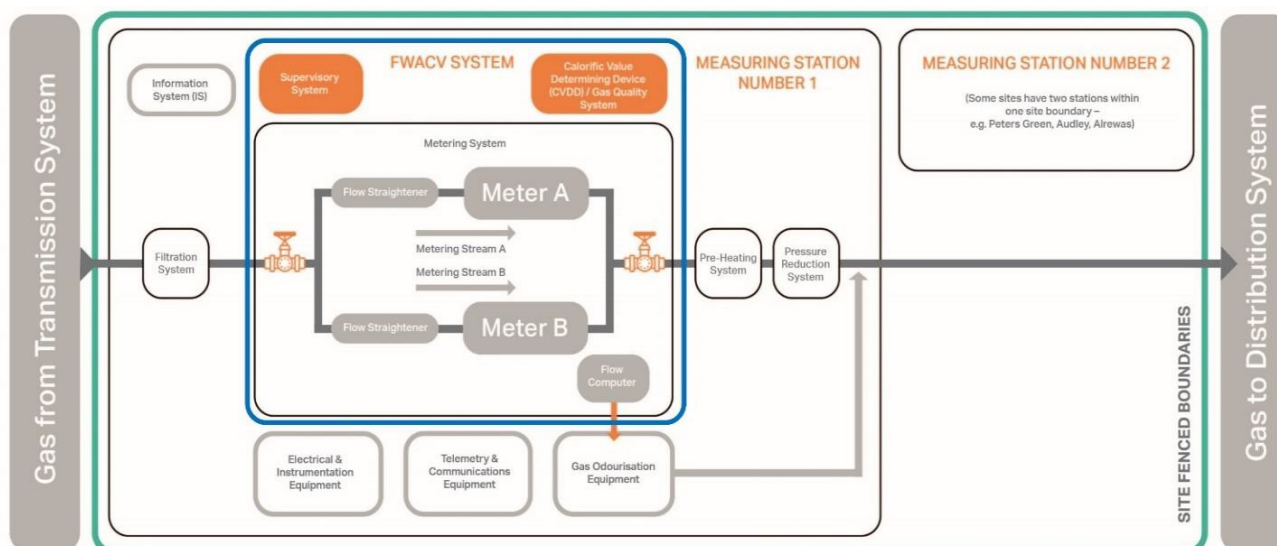 Gas from Transmission System
Information
System (IS)
Supervisory
System
FWACV SYSTEM
Calorific Value
Determining Device
(CVDD) / Gas Quality
System
MEASURING STATION
NUMBER 1
MEASURING STATION NUMBER 2
(Some sites have two stations within
one site boundary –
e.g. Peters Green, Audley, Alrewas)
Metering System
Flow Straightener
Meter A
Metering Stream A
Filtration
System
Metering Stream B
Flow Straightener
Meter B
Pre-Heating
System
Pressure
Reduction
System
Flow
Computer
Electrical &
Instrumentation
Equipment
Telemetry &
Communications
Equipment
Gas Odourisation
Equipment
SITE FENCED BOUNDARIES
Gas to Distribution System